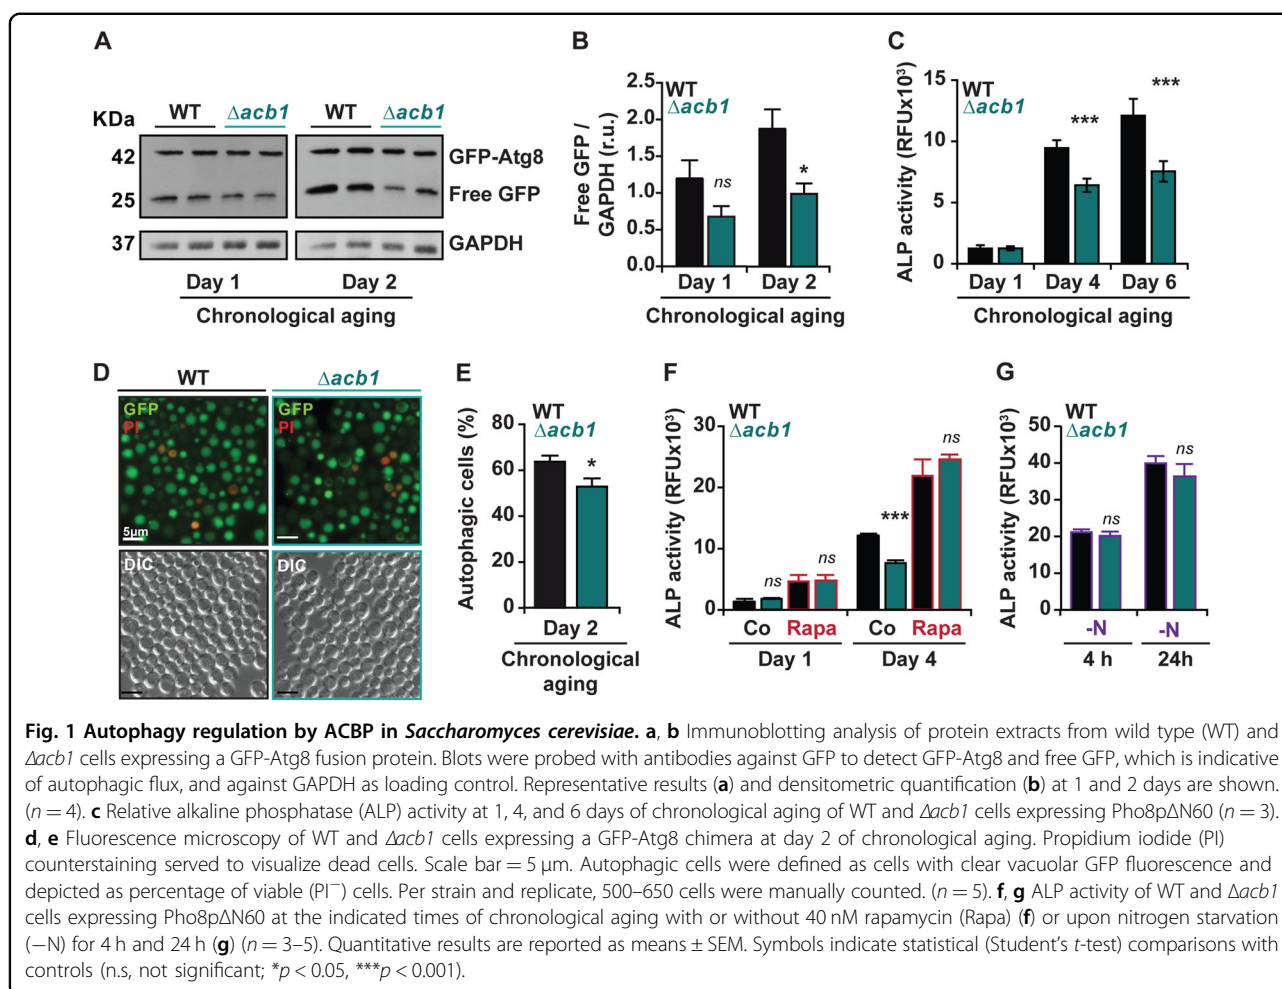 A
KDa
WT
Δacb1
WT
Δacb1
42
25
37
GFP-Atg8
Free GFP
GAPDH
Day 1
Day 2
Chronological aging
B
WT
Δacb1
Free GFP /
GAPDH (r.u.)
2.5
2.0
1.5
1.0
0.5
0.0
ns
*
Day 1
Day 2
Chronological aging
C
WT
Δacb1
ALP activity (RFUx10³)
15
10
5
0
***
***
Day 1
Day 4
Day 6
Chronological aging
D
WT
Δacb1
GFP
PI
5μm
GFP
PI
DIC
DIC
E
WT
Δacb1
Autophagic cells (%)
80
60
40
20
0
*
Day 2
Chronological
aging
F
WT
Δacb1
ALP activity (RFUx10³)
30
20
10
0
ns
ns
***
ns
Co Rapa Co Rapa
Day 1
Day 4
G
WT
Δacb1
ALP activity (RFUx10³)
50
40
30
20
10
0
ns
ns
-N
-N
4 h
24h
Fig. 1 Autophagy regulation by ACBP in Saccharomyces cerevisiae. a, b Immunoblotting analysis of protein extracts from wild type (WT) and
Δacb1 cells expressing a GFP-Atg8 fusion protein. Blots were probed with antibodies against GFP to detect GFP-Atg8 and free GFP, which is indicative
of autophagic flux, and against GAPDH as loading control. Representative results (a) and densitometric quantification (b) at 1 and 2 days are shown.
(n = 4). c Relative alkaline phosphatase (ALP) activity at 1, 4, and 6 days of chronological aging of WT and Δacb1 cells expressing Pho8pΔN60 (n = 3).
d, e Fluorescence microscopy of WT and Δacb1 cells expressing a GFP-Atg8 chimera at day 2 of chronological aging. Propidium iodide (PI)
counterstaining served to visualize dead cells. Scale bar = 5 μm. Autophagic cells were defined as cells with clear vacuolar GFP fluorescence and
depicted as percentage of viable (PI⁻) cells. Per strain and replicate, 500–650 cells were manually counted. (n = 5). f, g ALP activity of WT and Δacb1
cells expressing Pho8pΔN60 at the indicated times of chronological aging with or without 40 nM rapamycin (Rapa) (f) or upon nitrogen starvation
(−N) for 4 h and 24 h (g) (n = 3–5). Quantitative results are reported as means ± SEM. Symbols indicate statistical (Student's t-test) comparisons with
controls (n.s, not significant; *p < 0.05, ***p < 0.001).